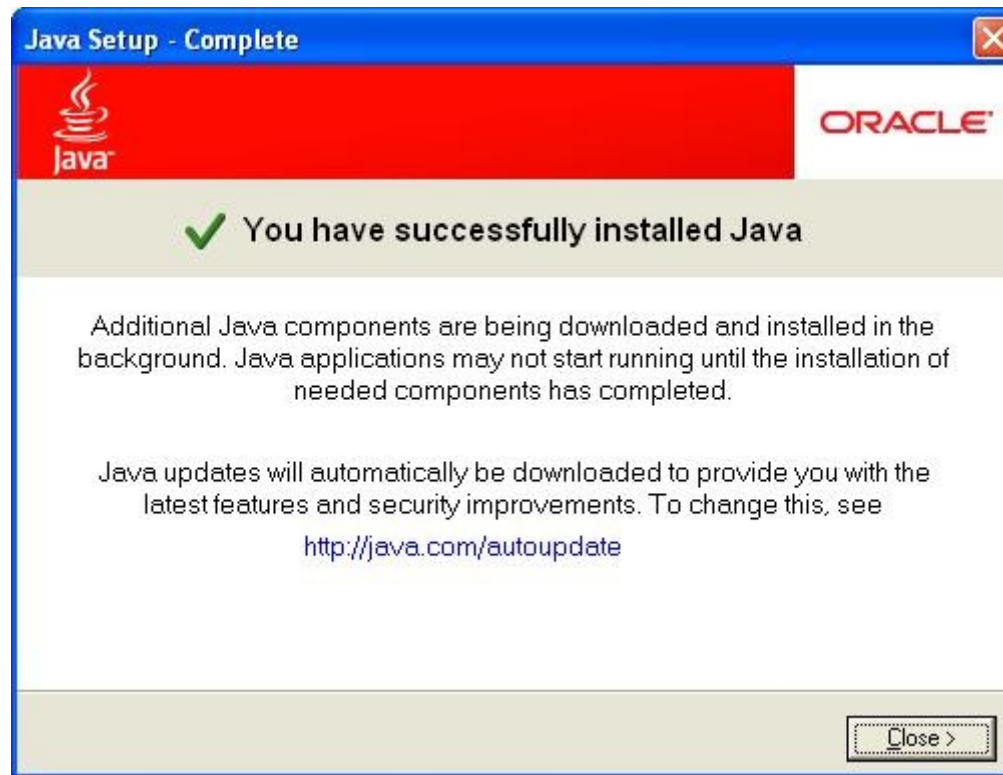 Java Setup - Complete
Java™
ORACLE®
You have successfully installed Java
Additional Java components are being downloaded and installed in the
background. Java applications may not start running until the installation of
needed components has completed.
Java updates will automatically be downloaded to provide you with the
latest features and security improvements. To change this, see
http://java.com/autoupdate
Close >